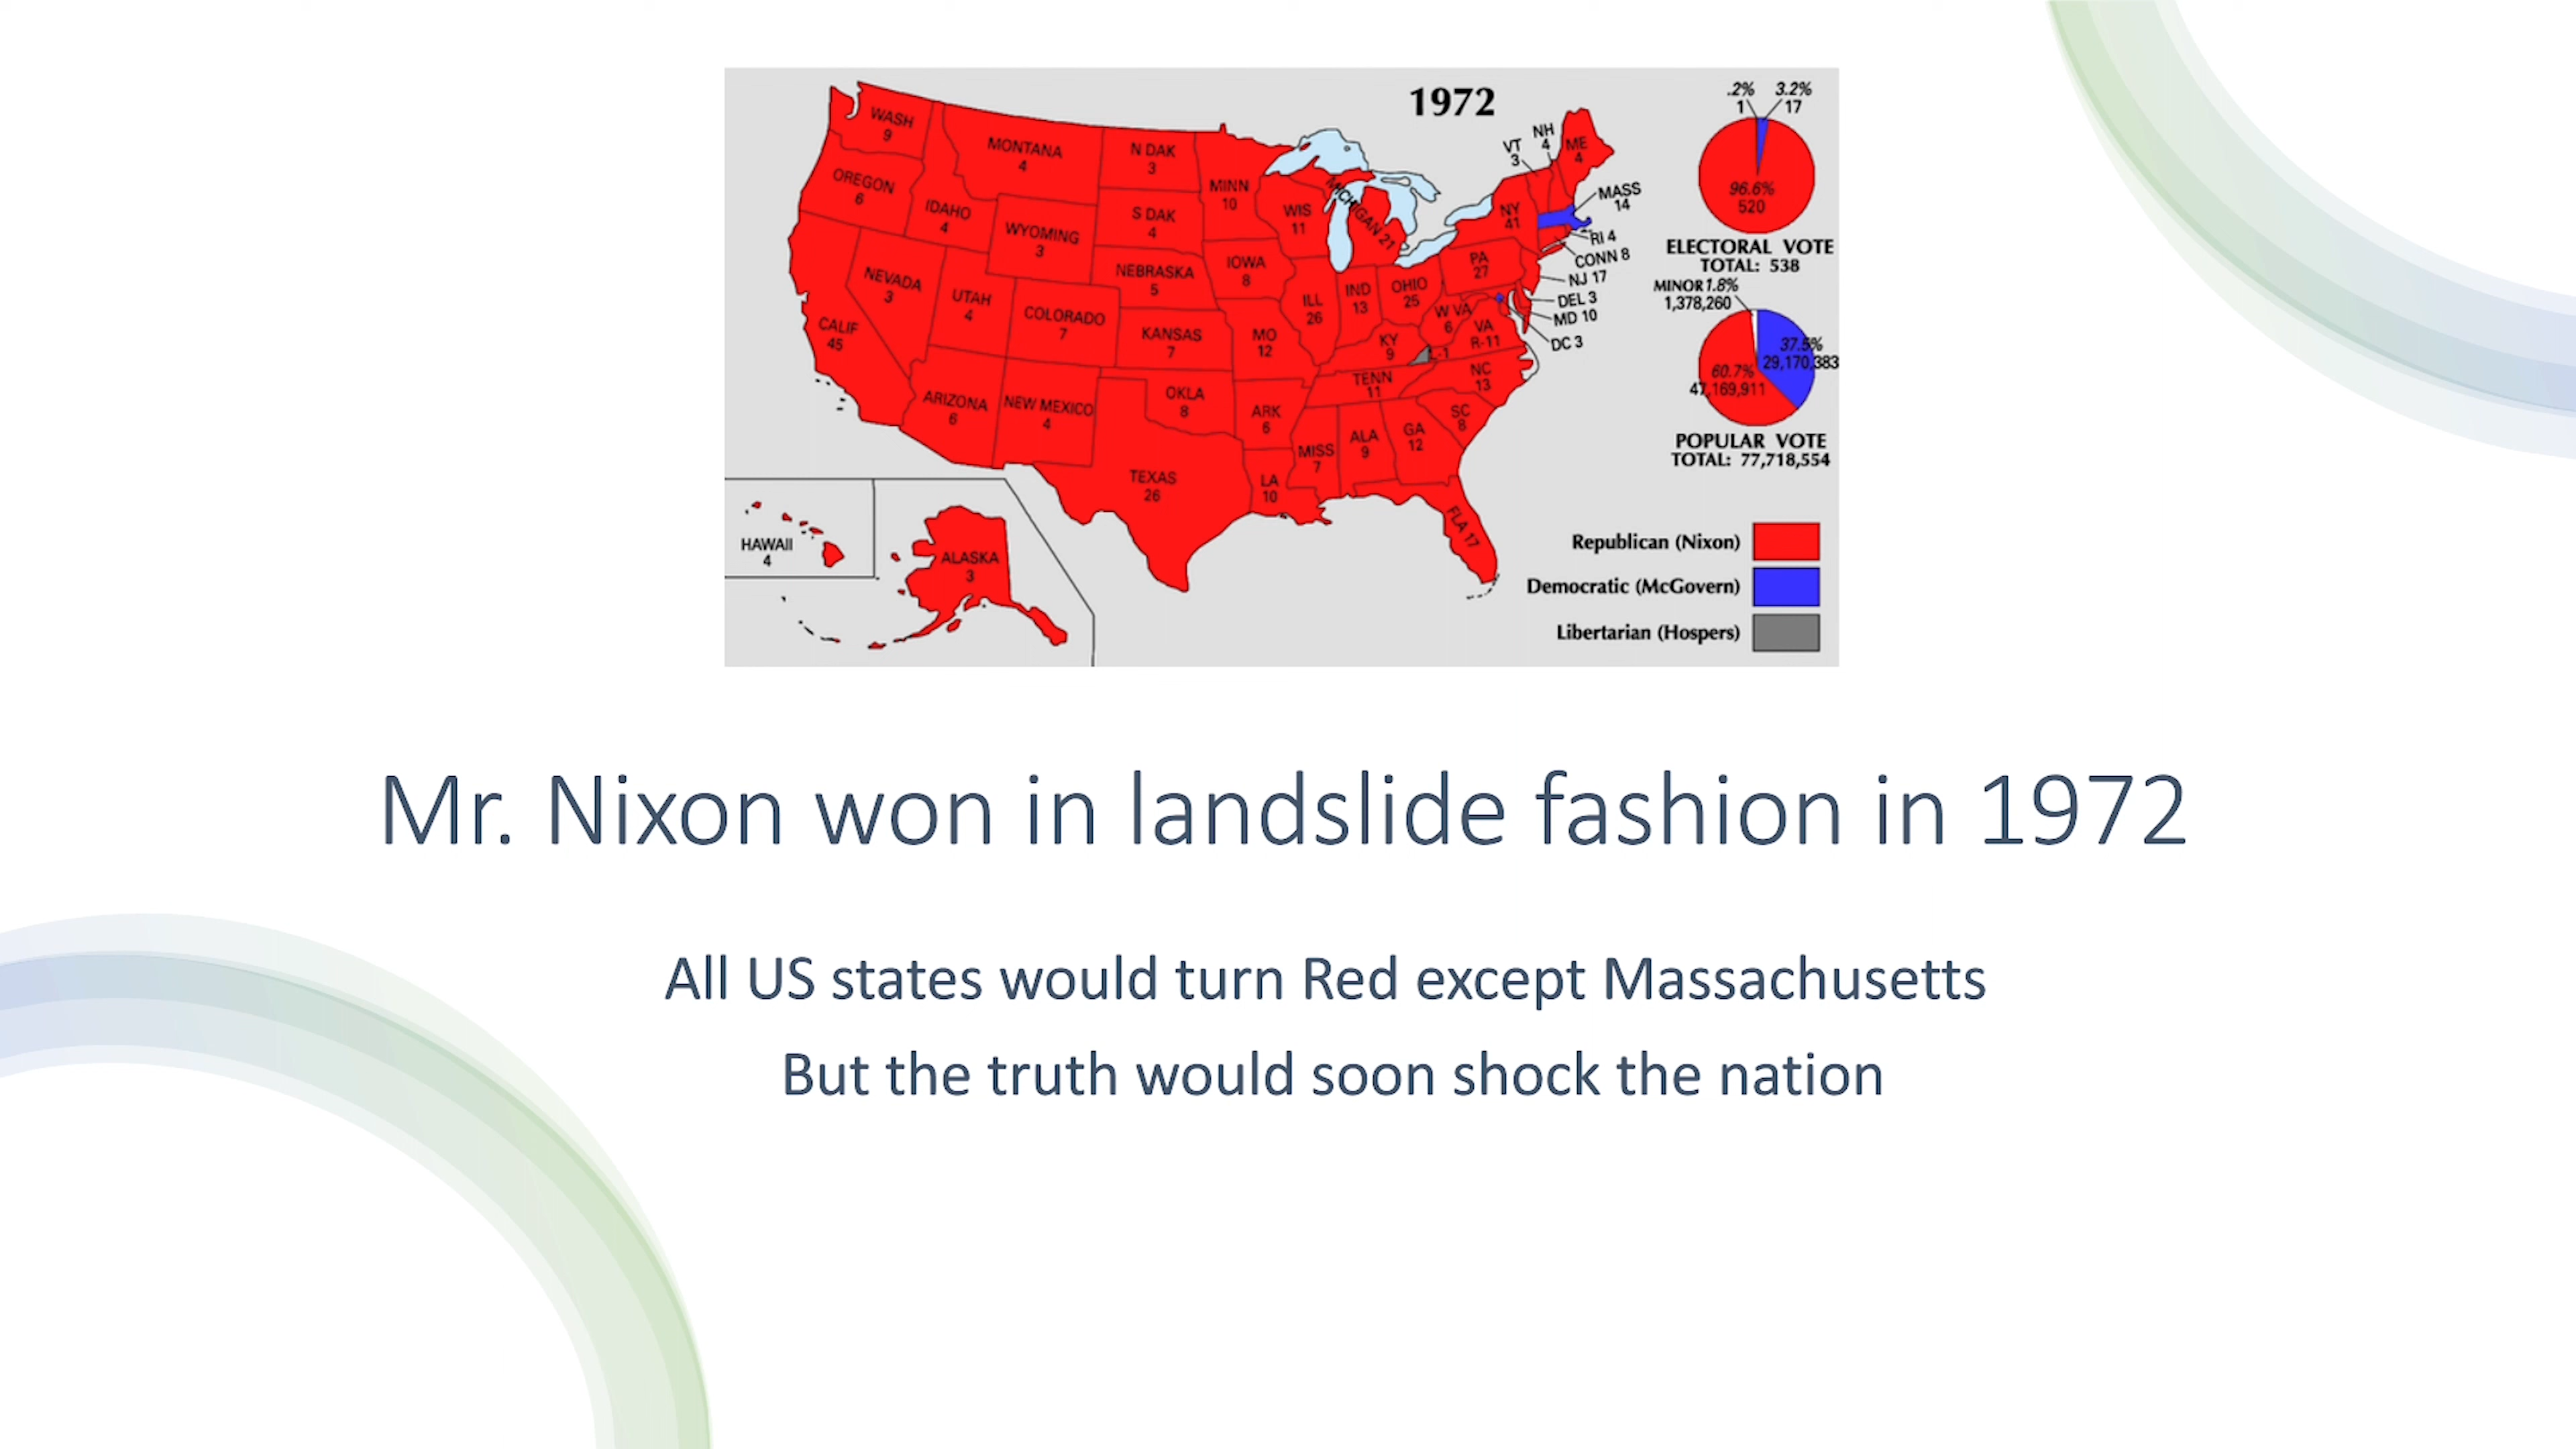 1972
.2% 3.2%
1 17
96.6%
520
ELECTORAL VOTE
TOTAL: 538
MINOR 1.8%
1,378,260
37.5%
29,170,383
60.7%
47,169,911
POPULAR VOTE
TOTAL: 77,718,554
WASH
9
OREGON
6
IDAHO
4
MONTANA
4
WYOMING
3
NEVADA
3
UTAH
4
COLORADO
7
CALIF
45
ARIZONA
6
NEW MEXICO
4
N DAK
3
S DAK
4
NEBRASKA
5
KANSAS
7
OKLA
8
TEXAS
26
MINN
10
IOWA
8
MO
12
ARK
6
LA
10
WIS
11
ILL
26
MICHIGAN 21
IND
13
OHIO
25
KY
9
TENN
11
MISS
7
ALA
9
GA
12
FLA 17
SC
8
NC
13
VA
R-11
L-1
W VA
6
PA
27
NY
41
VT
3
NH
4
ME
4
MASS
14
RI 4
CONN 8
NJ 17
DEL 3
MD 10
DC 3
HAWAII
4
ALASKA
3
Republican (Nixon)
Democratic (McGovern)
Libertarian (Hospers)
Mr. Nixon won in landslide fashion in 1972
All US states would turn Red except Massachusetts
But the truth would soon shock the nation